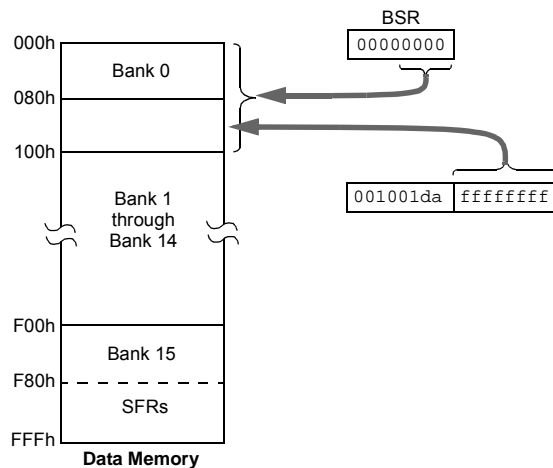 BSR
00000000
000h
Bank 0
080h
100h
001001da ffffffff
Bank 1
through
Bank 14
F00h
Bank 15
F80h
SFRs
FFFh
Data Memory